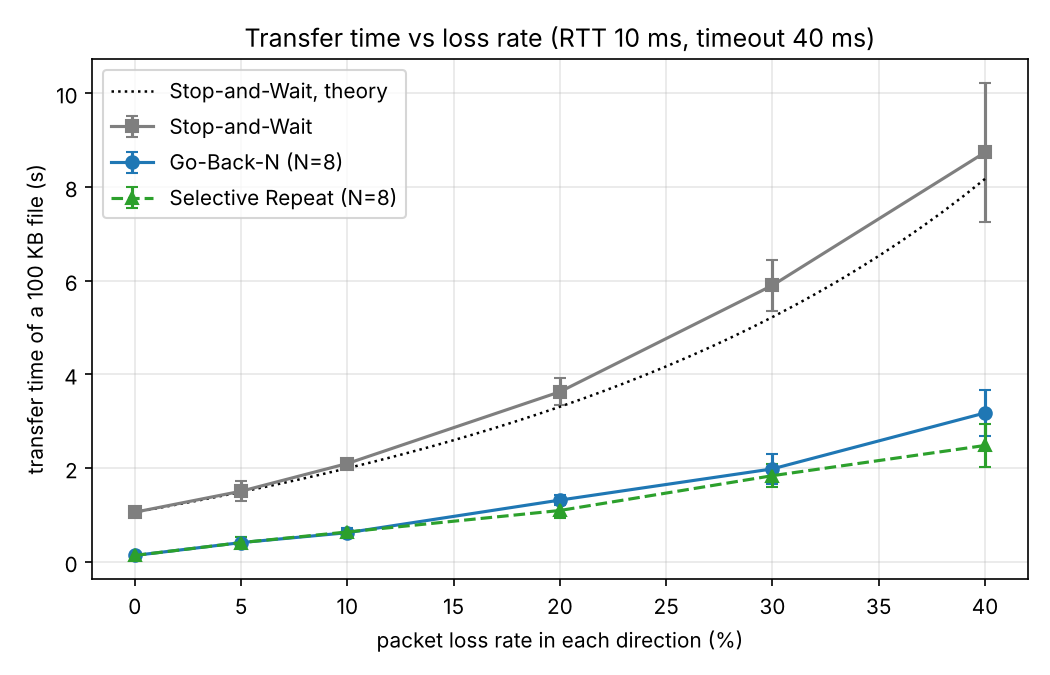 Transfer time vs loss rate (RTT 10 ms, timeout 40 ms)
Stop-and-Wait, theory
Stop-and-Wait
Go-Back-N (N=8)
Selective Repeat (N=8)
transfer time of a 100 KB file (s)
10
8
6
4
2
0
0 5 10 15 20 25 30 35 40
packet loss rate in each direction (%)